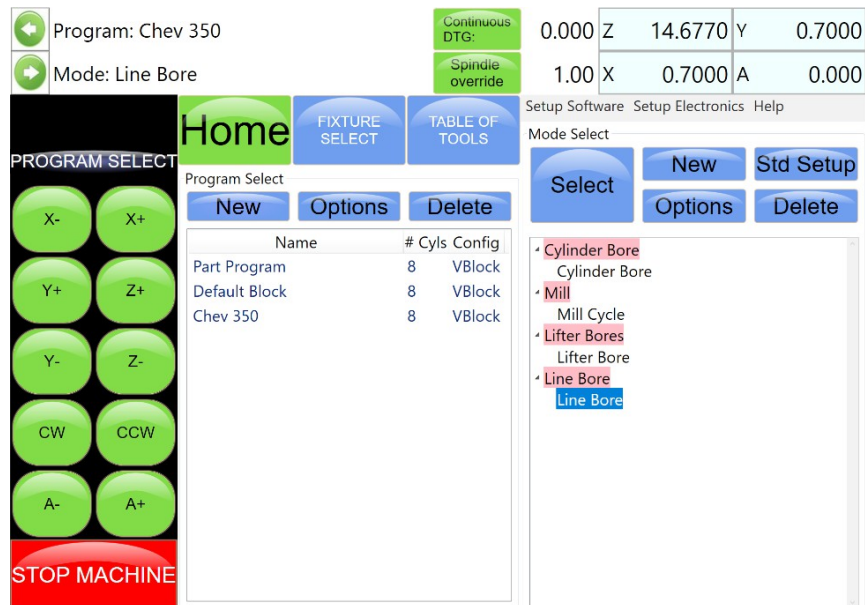 Program: Chev 350
Continuous DTG:
0.000 Z 14.6770 Y 0.7000
Mode: Line Bore
Spindle override
1.00 X 0.7000 A 0.000
PROGRAM SELECT
X- X+
Y+ Z+
Y- Z-
CW CCW
A- A+
STOP MACHINE
Home
FIXTURE SELECT
TABLE OF TOOLS
Program Select
New Options Delete
Name # Cyls Config
Part Program 8 VBlock
Default Block 8 VBlock
Chev 350 8 VBlock
Setup Software Setup Electronics Help
Mode Select
Select
New Std Setup
Options Delete
Cylinder Bore
Cylinder Bore
Mill
Mill Cycle
Lifter Bores
Lifter Bore
Line Bore
Line Bore